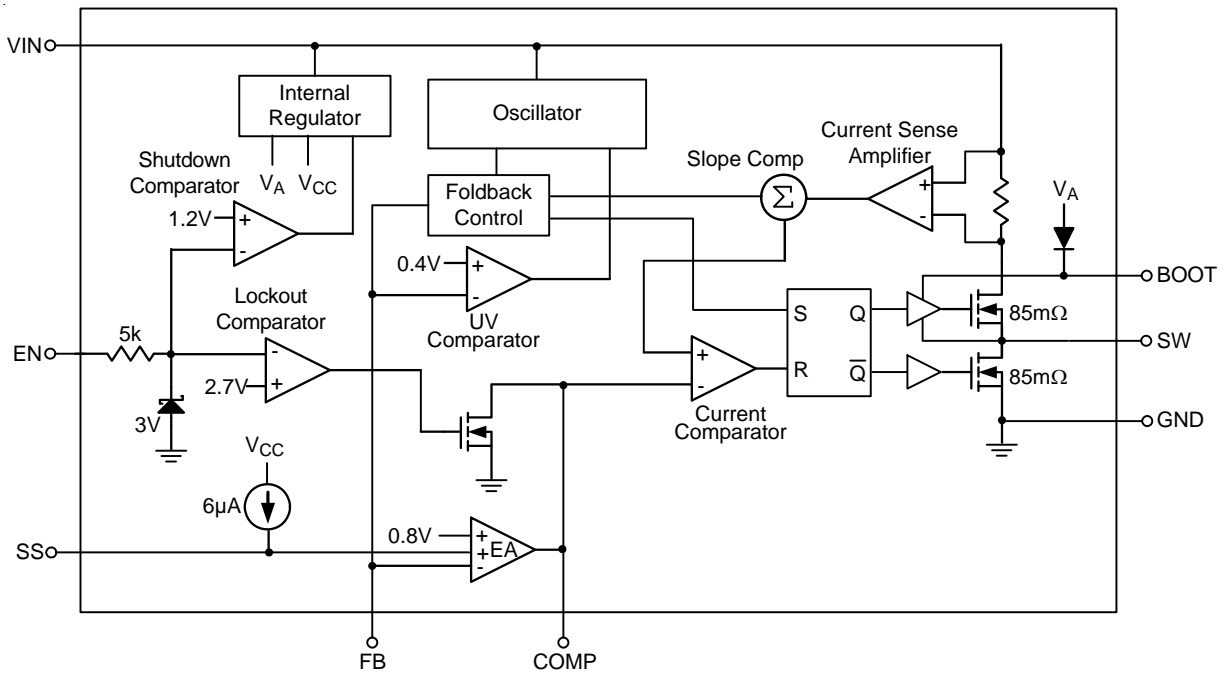 VIN
Internal
Regulator
Oscillator
Current Sense
Amplifier
Slope Comp
Shutdown
Comparator
VA VCC
Foldback
Control
Σ
+
-
VA
1.2V
+
-
0.4V
+
-
BOOT
Lockout
Comparator
UV
Comparator
S
Q
85mΩ
5k
EN
-
+
2.7V
+
-
R
Q
SW
85mΩ
3V
Current
Comparator
GND
VCC
6µA
0.8V
+
SS
+
EA
-
FB
COMP